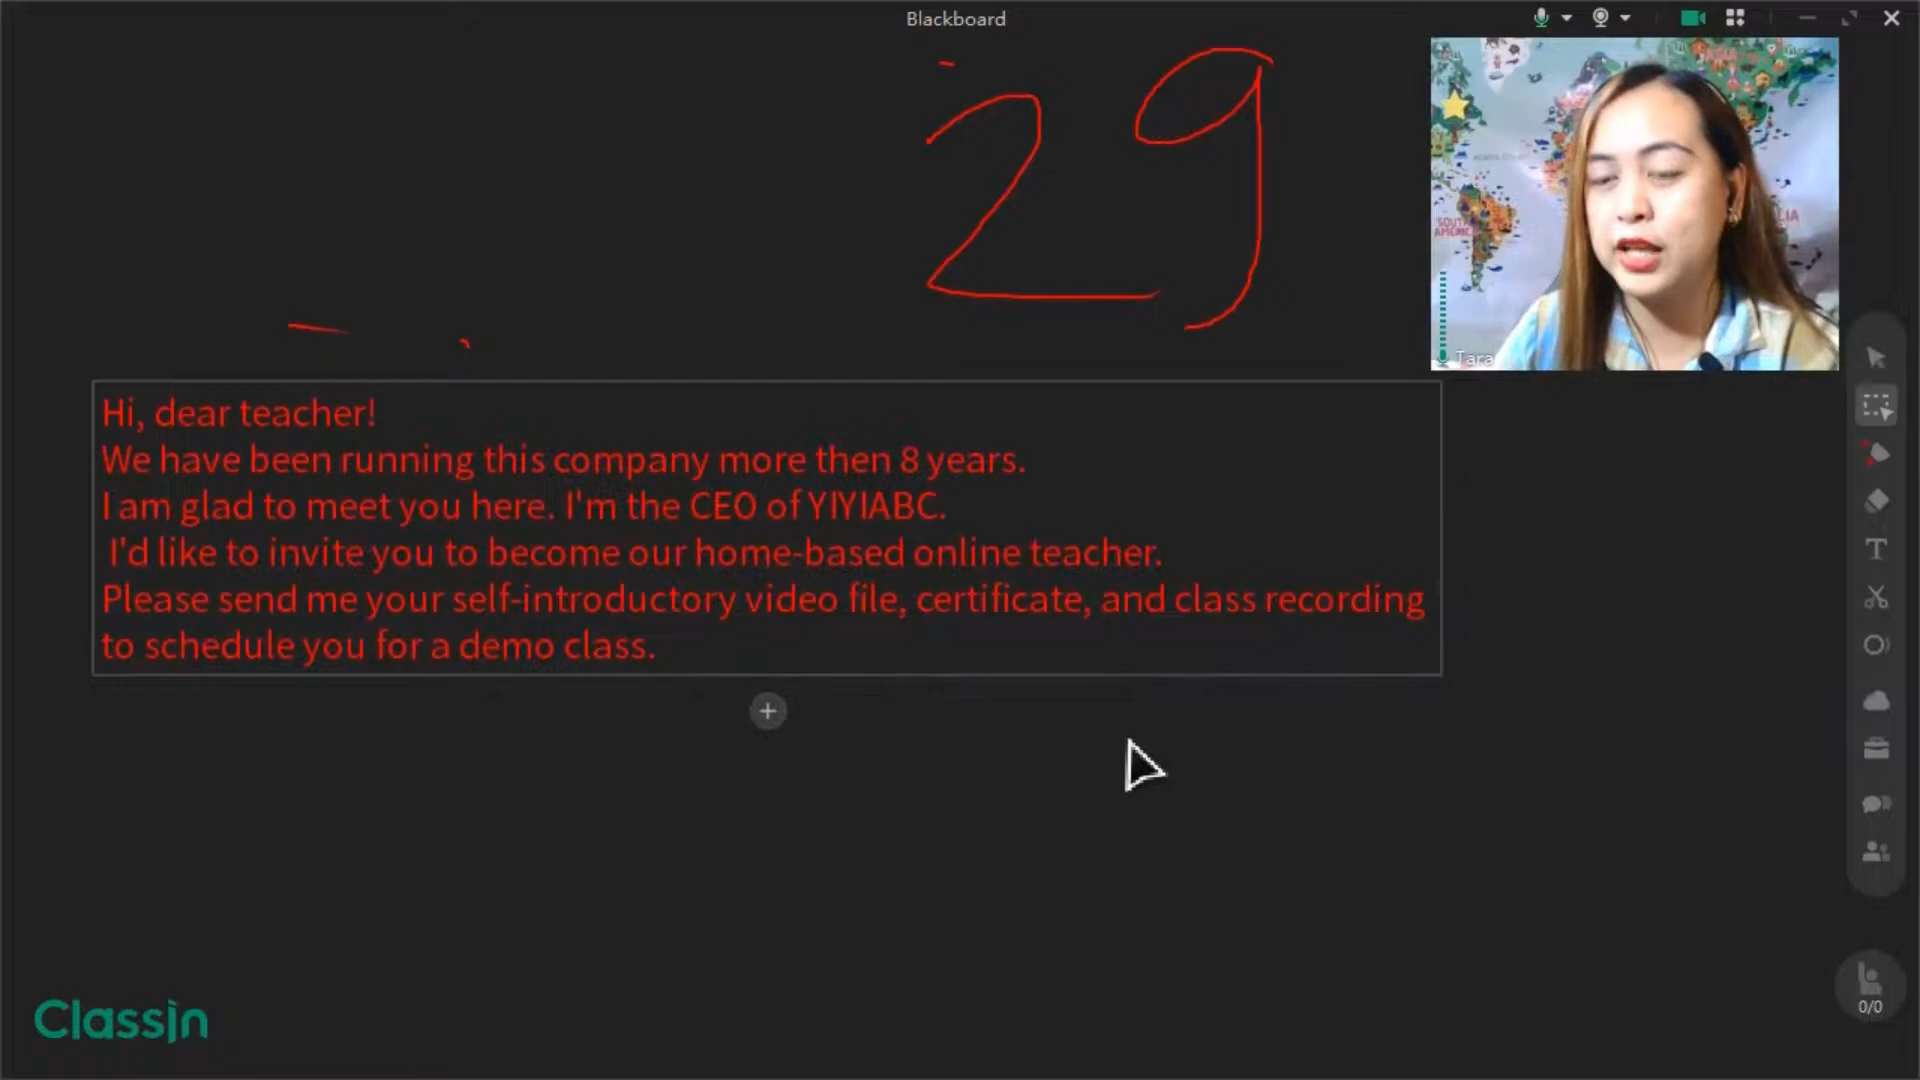 Blackboard
29
SOUTH
AMERICA
LIA
Tara
Hi, dear teacher!
We have been running this company more then 8 years.
I am glad to meet you here. I'm the CEO of YIYIABC.
I'd like to invite you to become our home-based online teacher.
Please send me your self-introductory video file, certificate, and class recording
to schedule you for a demo class.
T
0/0
ClassIn